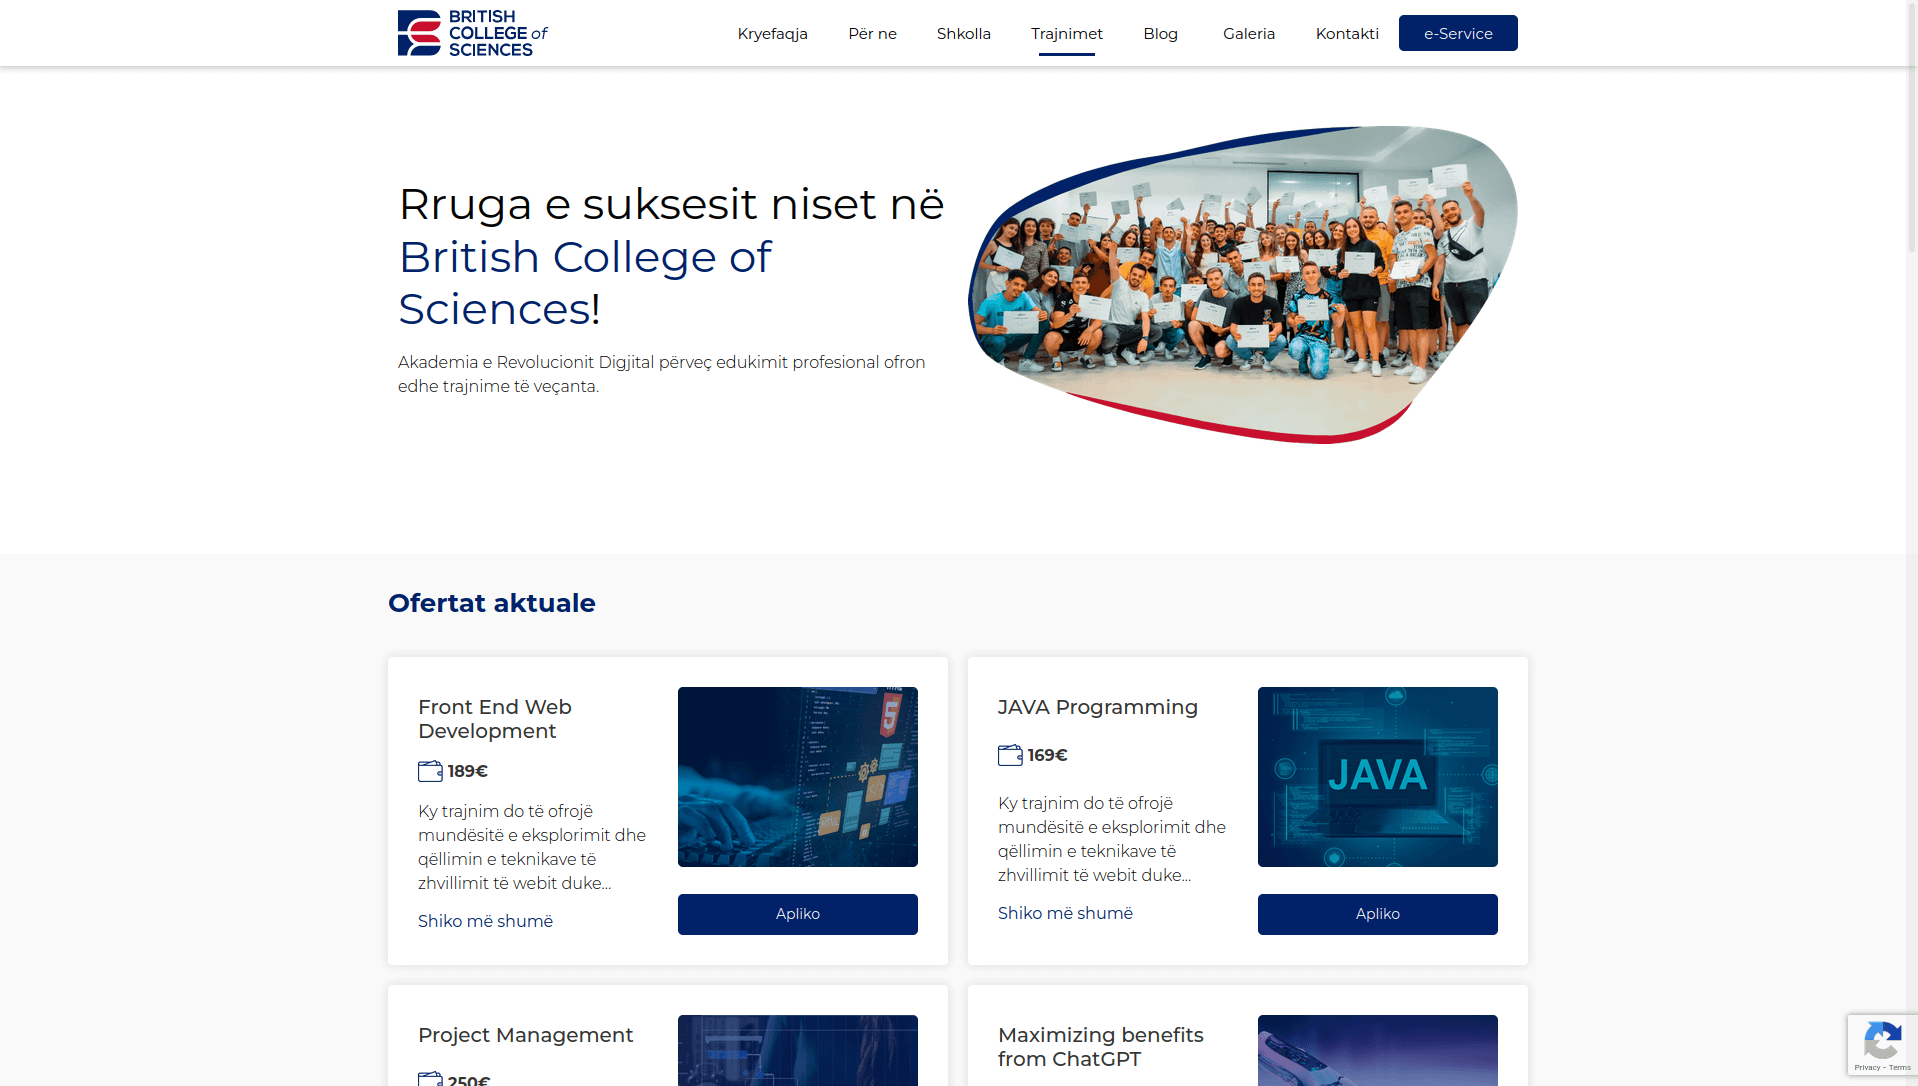 BRITISH
COLLEGE of
SCIENCES
Kryefaqja
Për ne
Shkolla
Trajnimet
Blog
Galeria
Kontakti
e-Service
Rruga e suksesit niset në
British College of
Sciences!
Akademia e Revolucionit Digjital përveç edukimit profesional ofron
edhe trajnime të veçanta.
Ofertat aktuale
Front End Web
Development
189€
Ky trajnim do të ofrojë
mundësitë e eksplorimit dhe
qëllimin e teknikave të
zhvillimit të webit duke...
Shiko më shumë
HTML
5
HTML
Apliko
JAVA Programming
169€
Ky trajnim do të ofrojë
mundësitë e eksplorimit dhe
qëllimin e teknikave të
zhvillimit të webit duke...
Shiko më shumë
JAVA
Apliko
Project Management
250€
Maximizing benefits
from ChatGPT
Privacy - Terms